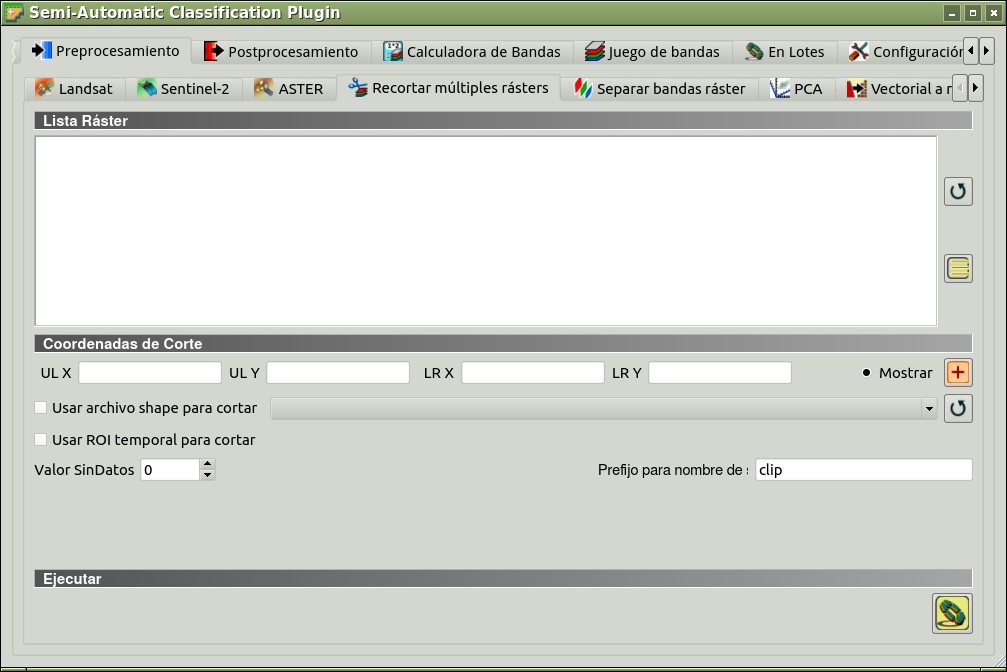 Semi-Automatic Classification Plugin
Preprocesamiento Postprocesamiento Calculadora de Bandas Juego de bandas En Lotes Configuración
Landsat Sentinel-2 ASTER Recortar múltiples rásters Separar bandas ráster PCA Vectorial a r
Lista Ráster
Coordenadas de Corte
UL X UL Y LR X LR Y Mostrar
Usar archivo shape para cortar
Usar ROI temporal para cortar
Valor SinDatos 0 Prefijo para nombre de clip
Ejecutar